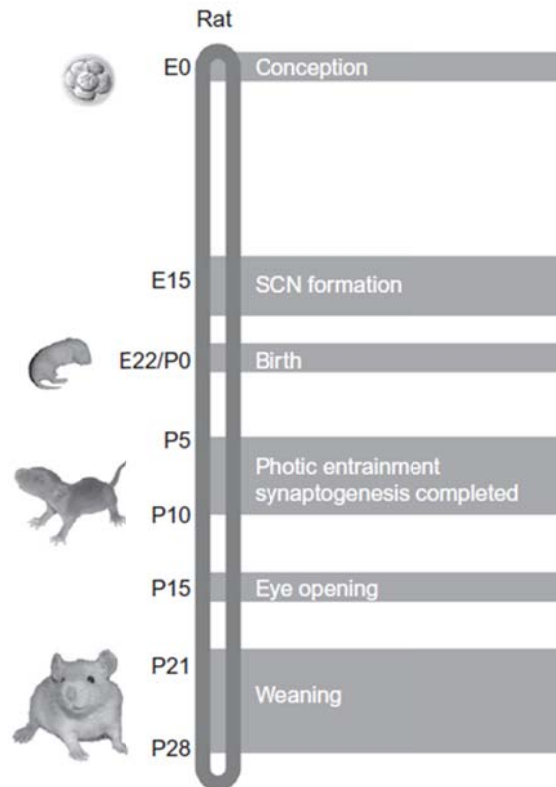 Rat
E0 Conception
E15 SCN formation
E22/P0 Birth
P5
Photic entrainment
synaptogenesis completed
P10
P15 Eye opening
P21
Weaning
P28